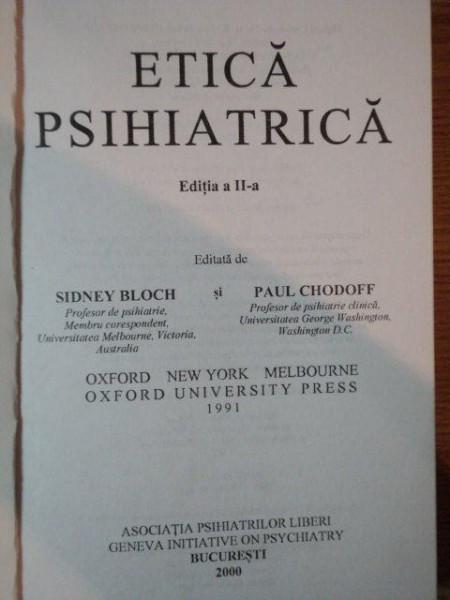 ETICĂ
PSIHIATRICĂ
Ediția a II-a
Editată de
SIDNEY BLOCH și PAUL CHODOFF
Profesor de psihiatrie,
Membru corespondent,
Universitatea Melbourne, Victoria,
Australia
Profesor de psihiatrie clinică,
Universitatea George Washington,
Washington D.C.
OXFORD NEW YORK MELBOURNE
OXFORD UNIVERSITY PRESS
1991
ASOCIAȚIA PSIHIATRILOR LIBERI
GENEVA INITIATIVE ON PSYCHIATRY
BUCUREȘTI
2000